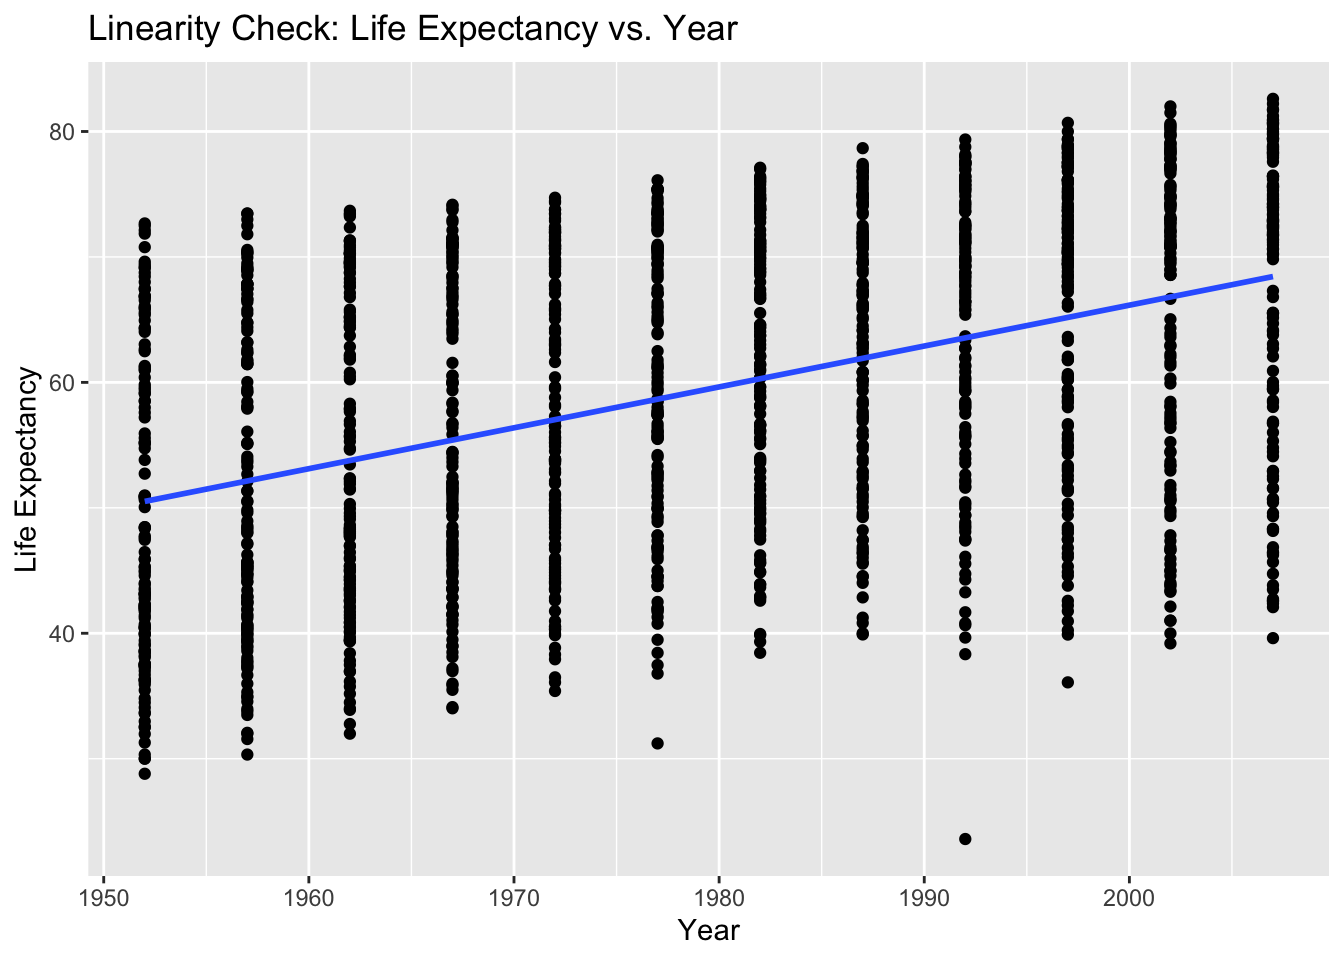 Linearity Check: Life Expectancy vs. Year
80
60
40
Life Expectancy
1950 1960 1970 1980 1990 2000
Year